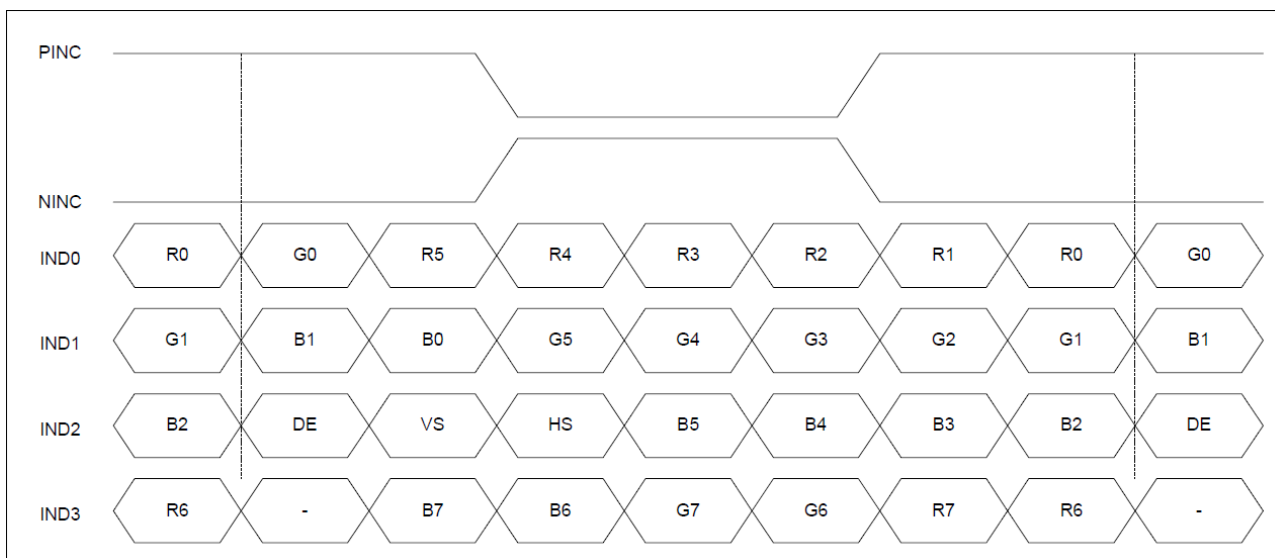 PINC
NINC
IND0 R0 G0 R5 R4 R3 R2 R1 R0 G0
IND1 G1 B1 B0 G5 G4 G3 G2 G1 B1
IND2 B2 DE VS HS B5 B4 B3 B2 DE
IND3 R6 - B7 B6 G7 G6 R7 R6 -